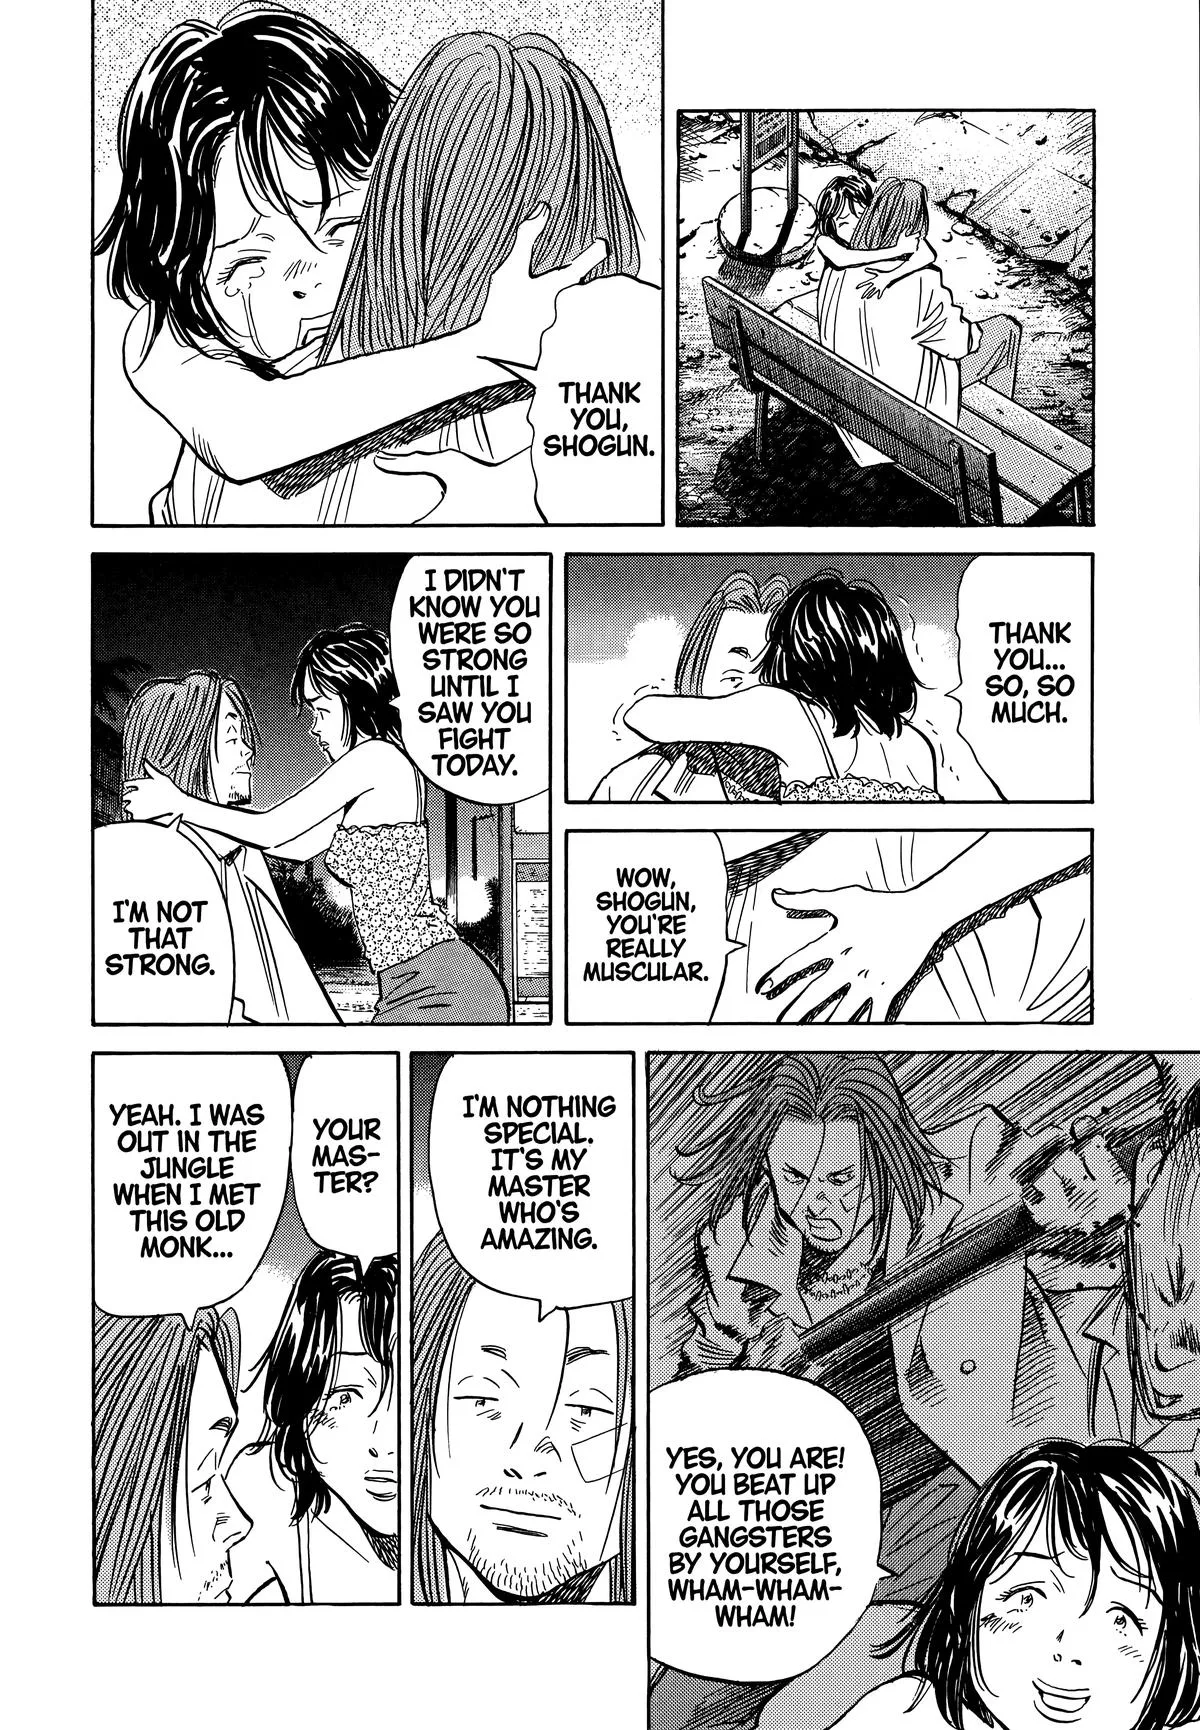 THANK
YOU,
SHOGUN.
THANK
YOU...
SO, SO
MUCH.
I DIDN'T
KNOW YOU
WERE SO
STRONG
UNTIL I
SAW YOU
FIGHT
TODAY.
I'M NOT
THAT
STRONG.
WOW,
SHOGUN,
YOU'RE
REALLY
MUSCULAR.
YES, YOU ARE!
YOU BEAT UP
ALL THOSE
GANGSTERS
BY YOURSELF,
WHAM-WHAM-
WHAM!
I'M NOTHING
SPECIAL.
IT'S MY
MASTER
WHO'S
AMAZING.
YOUR
MAS-
TER?
YEAH. I WAS
OUT IN THE
JUNGLE
WHEN I MET
THIS OLD
MONK...